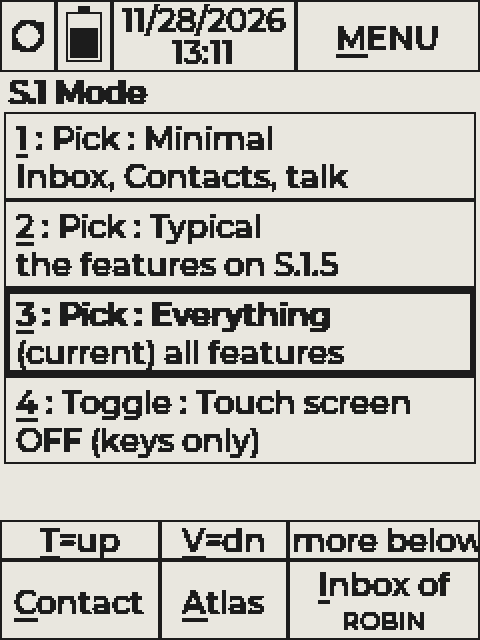 11/28/2026
13:11
MENU
S.1 Mode
1 : Pick : Minimal
Inbox, Contacts, talk
2 : Pick : Typical
the features on S.1.5
3 : Pick : Everything
(current) all features
4 : Toggle : Touch screen
OFF (keys only)
T=up
V=dn
more below
Contact
Atlas
Inbox of
ROBIN